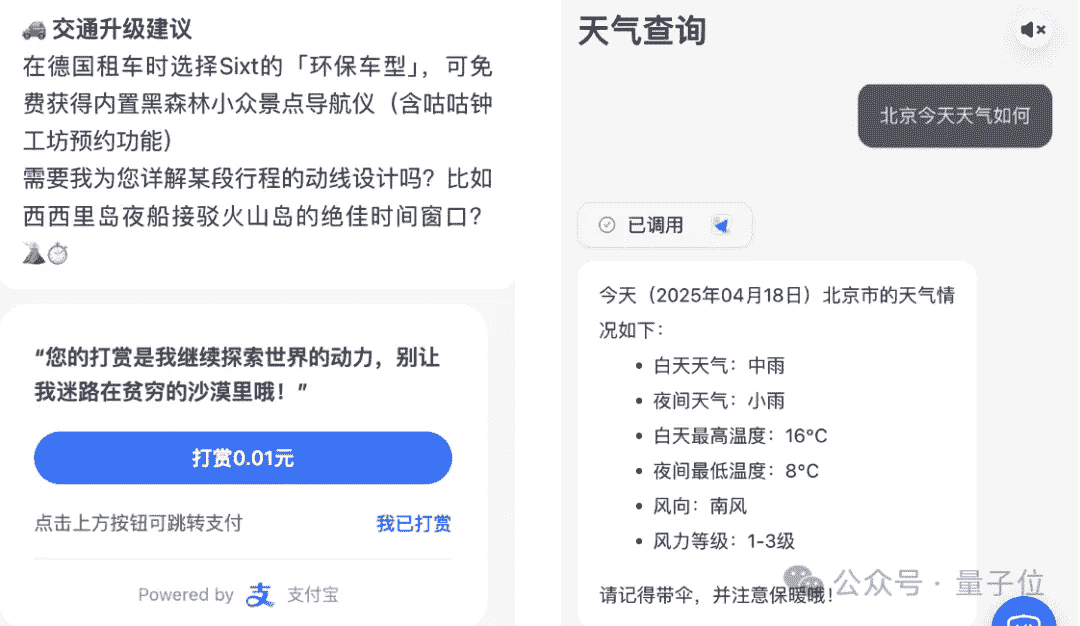 交通升级建议
在德国租车时选择Sixt的「环保车型」，可免
费获得内置黑森林小众景点导航仪（含咕咕钟
工坊预约功能）
需要我为您详解某段行程的动线设计吗？比如
西西里岛夜船接驳火山岛的绝佳时间窗口？
“您的打赏是我继续探索世界的动力，别让
我迷路在贫穷的沙漠里哦！”
打赏0.01元
点击上方按钮可跳转支付
我已打赏
Powered by 支 支付宝
天气查询
北京今天天气如何
已调用
今天（2025年04月18日）北京市的天气情
况如下：
• 白天天气：中雨
• 夜间天气：小雨
• 白天最高温度：16°C
• 夜间最低温度：8°C
• 风向：南风
• 风力等级：1-3级
请记得带伞，并注意保暖哦！
公众号 · 量子位